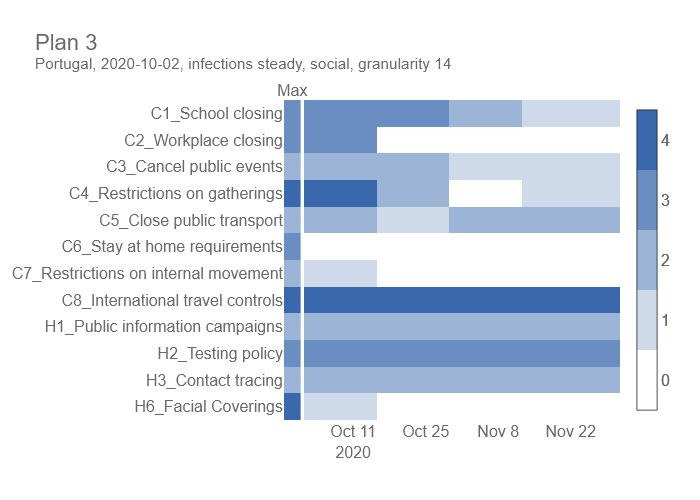 Plan 3
Portugal, 2020-10-02, infections steady, social, granularity 14
Max
C1_School closing
C2_Workplace closing
C3_Cancel public events
C4_Restrictions on gatherings
C5_Close public transport
C6_Stay at home requirements
C7_Restrictions on internal movement
C8_International travel controls
H1_Public information campaigns
H2_Testing policy
H3_Contact tracing
H6_Facial Coverings
Oct 11 Oct 25 Nov 8 Nov 22
2020
4
3
2
1
0